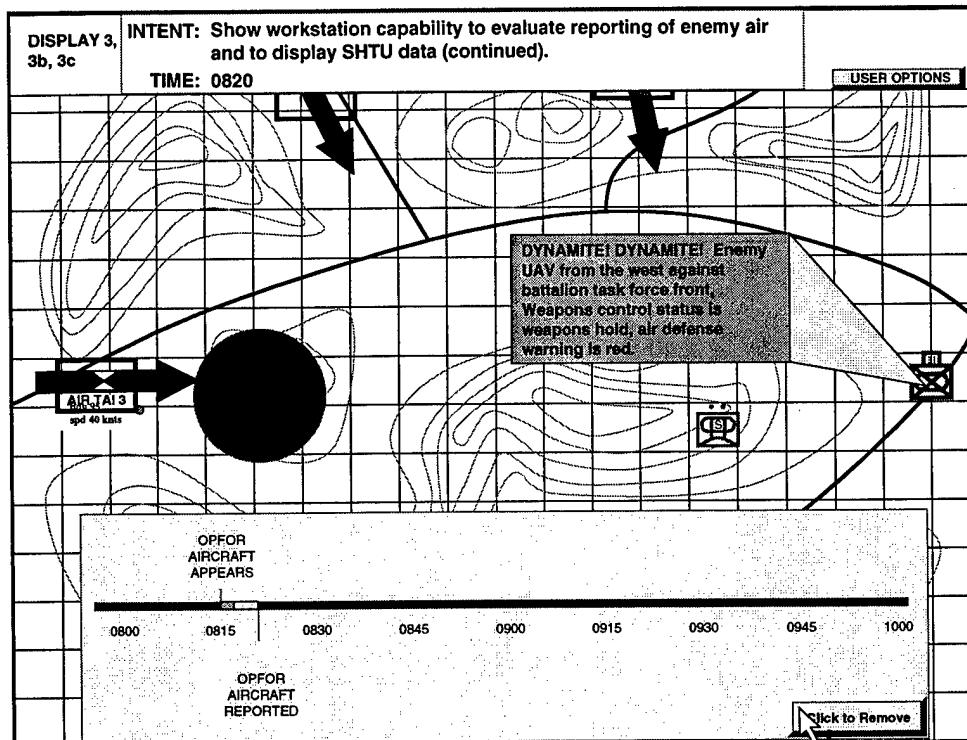 DISPLAY 3,
3b, 3c
INTENT: Show workstation capability to evaluate reporting of enemy air
and to display SHTU data (continued).
TIME: 0820
USER OPTIONS
DYNAMITE! DYNAMITE! Enemy
UAV from the west against
battalion task force front,
Weapons control status is
weapons hold, air defense
warning is red.
AIR TAI 3
spd 40 knts
S
OPFOR
AIRCRAFT
APPEARS
0800 0815 0830 0845 0900 0915 0930 0945 1000
OPFOR
AIRCRAFT
REPORTED
Click to Remove